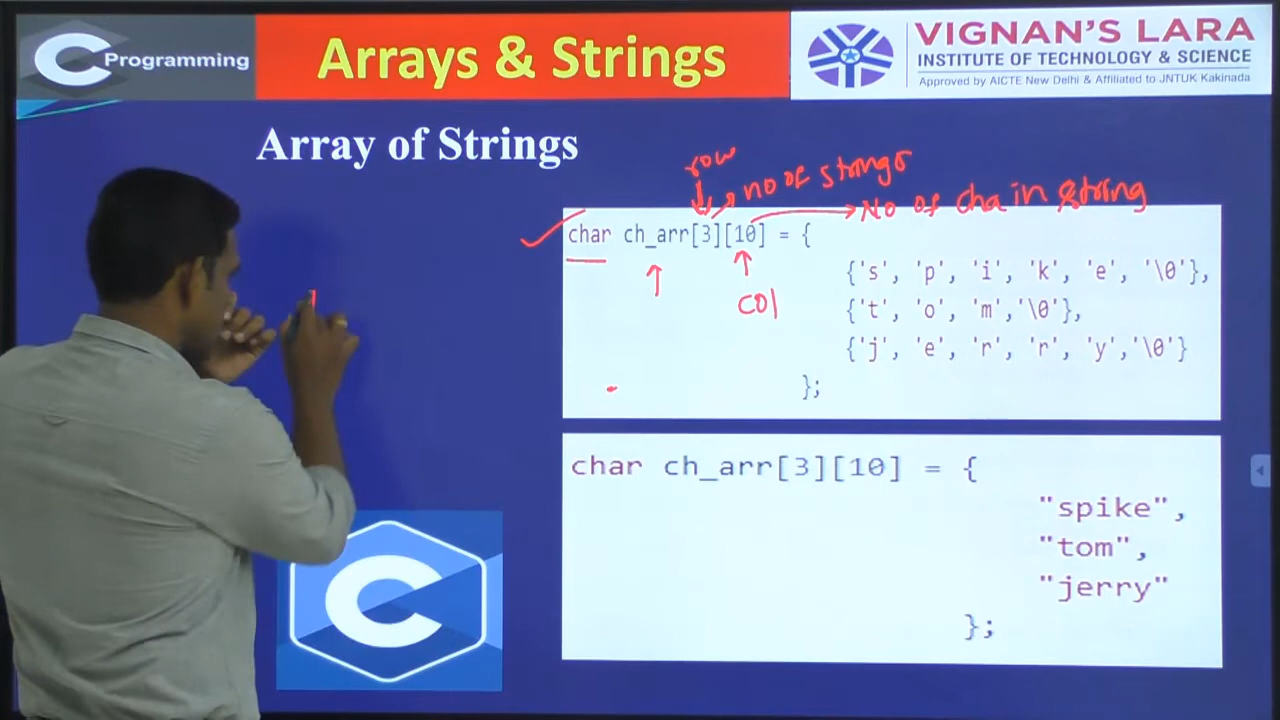 C Programming
Arrays & Strings
VIGNAN'S LARA
INSTITUTE OF TECHNOLOGY & SCIENCE
Approved by AICTE New Delhi & Affiliated to JNTUK Kakinada
Array of Strings
row
no of strings
No of cha in string
char ch_arr[3][10] = {
{'s', 'p', 'i', 'k', 'e', '\0'},
col
{'t', 'o', 'm','\0'},
{'j', 'e', 'r', 'r', 'y','\0'}
};
char ch_arr[3][10] = {
"spike",
"tom",
"jerry"
};
C